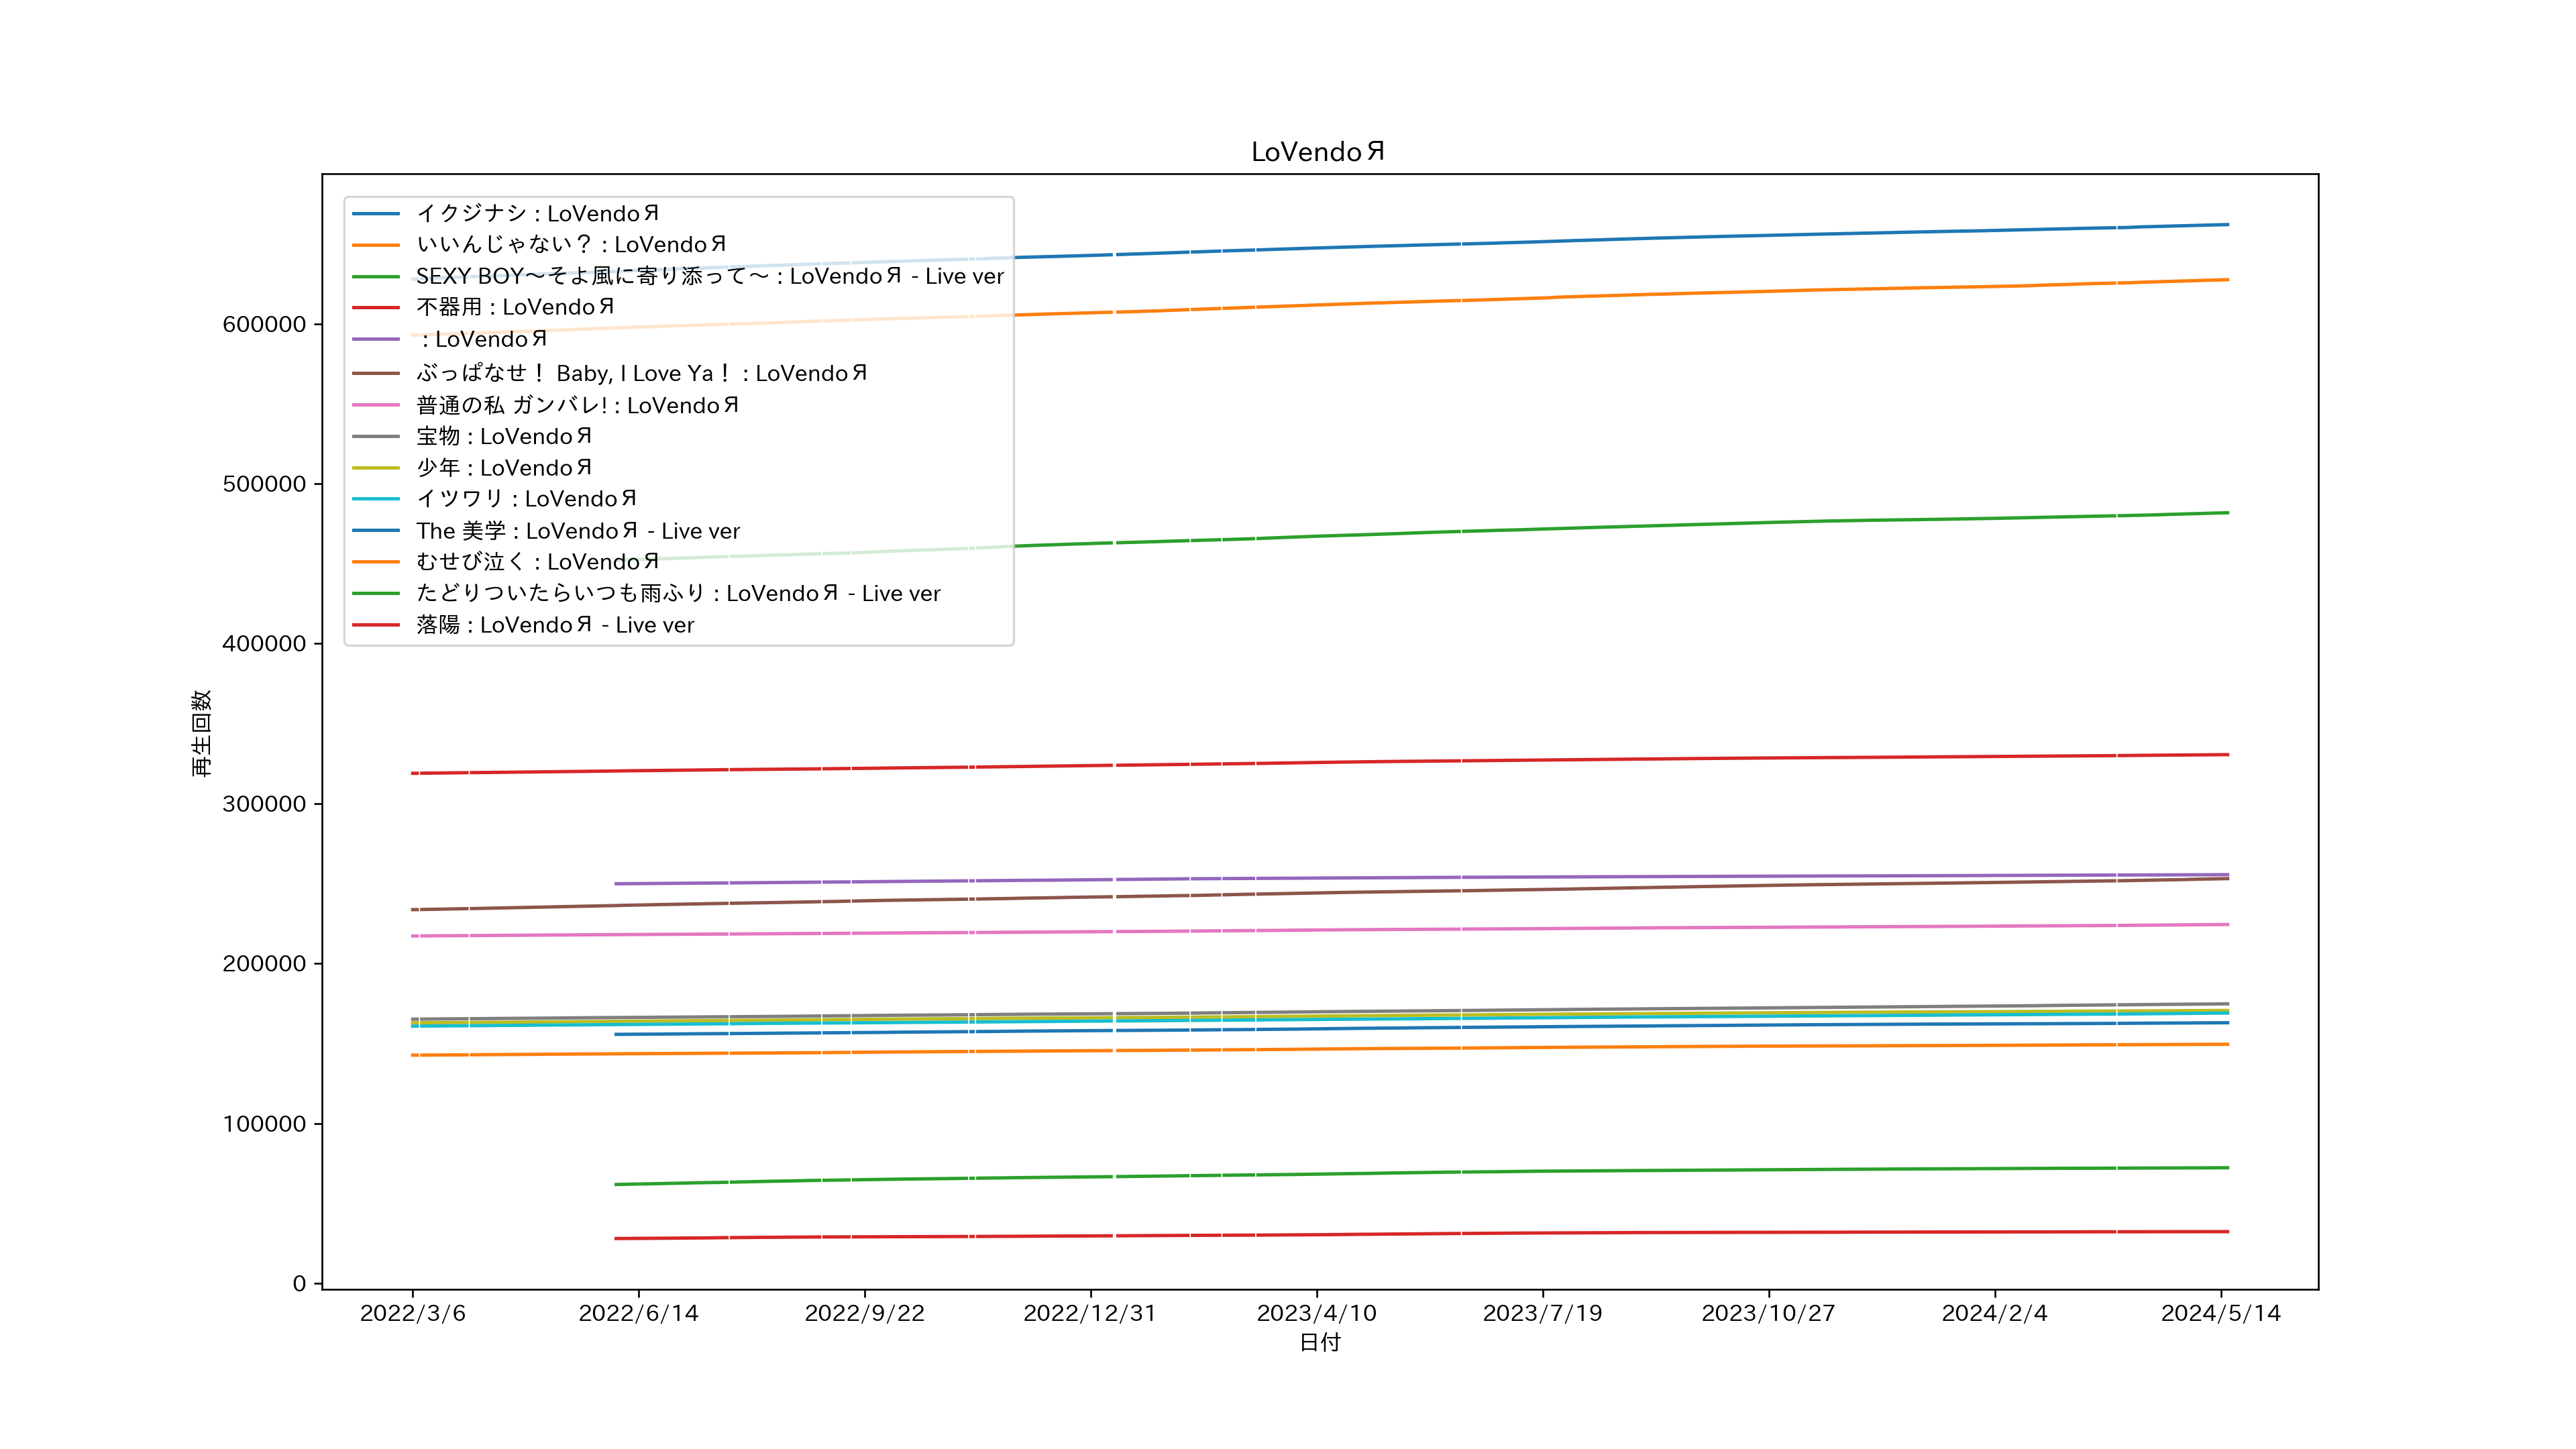 LoVendoЯ
イクジナシ : LoVendoЯ
いいんじゃない？ : LoVendoЯ
SEXY BOY～そよ風に寄り添って～ : LoVendoЯ - Live ver
不器用 : LoVendoЯ
: LoVendoЯ
ぶっぱなせ！ Baby, I Love Ya！ : LoVendoЯ
普通の私 ガンバレ! : LoVendoЯ
宝物 : LoVendoЯ
少年 : LoVendoЯ
イツワリ : LoVendoЯ
The 美学 : LoVendoЯ - Live ver
むせび泣く : LoVendoЯ
たどりついたらいつも雨ふり : LoVendoЯ - Live ver
落陽 : LoVendoЯ - Live ver
600000
500000
400000
300000
200000
100000
0
再生回数
2022/3/6 2022/6/14 2022/9/22 2022/12/31 2023/4/10 2023/7/19 2023/10/27 2024/2/4 2024/5/14
日付